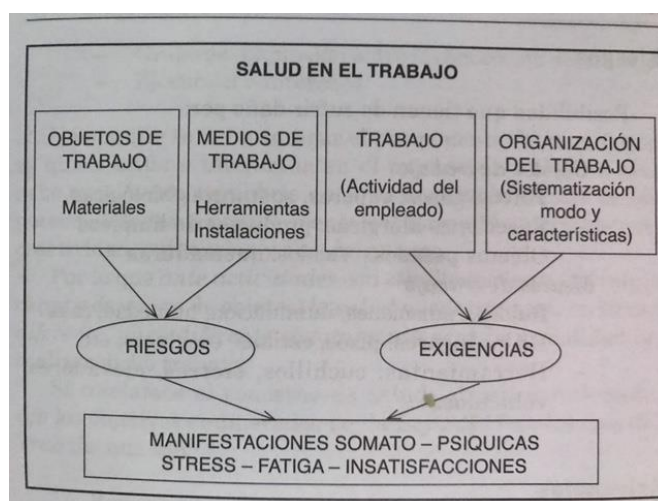 SALUD EN EL TRABAJO
OBJETOS DE
TRABAJO
Materiales
MEDIOS DE
TRABAJO
Herramientas
Instalaciones
TRABAJO
(Actividad del
empleado)
ORGANIZACIÓN
DEL TRABAJO
(Sistematización
modo y
características)
RIESGOS
EXIGENCIAS
MANIFESTACIONES SOMATO – PSIQUICAS
STRESS – FATIGA – INSATISFACCIONES